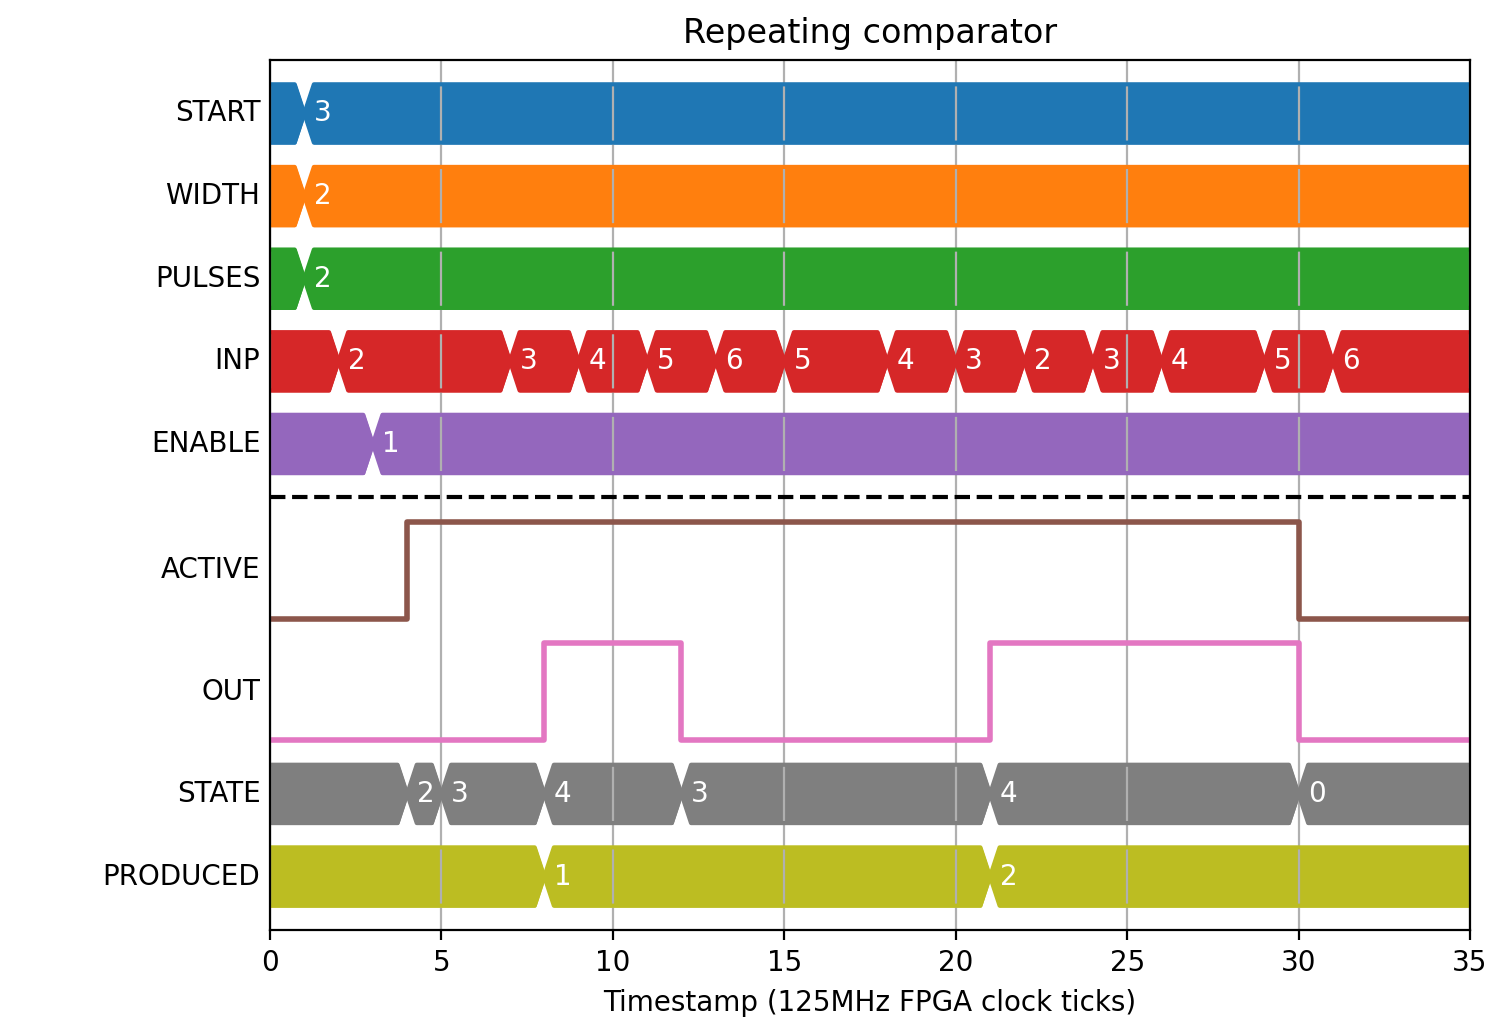 Repeating comparator
START 3
WIDTH 2
PULSES 2
INP 2 3 4 5 6 5 4 3 2 3 4 5 6
ENABLE 1
ACTIVE
OUT
STATE 2 3 4 3 4 0
PRODUCED 1 2
0 5 10 15 20 25 30 35
Timestamp (125MHz FPGA clock ticks)